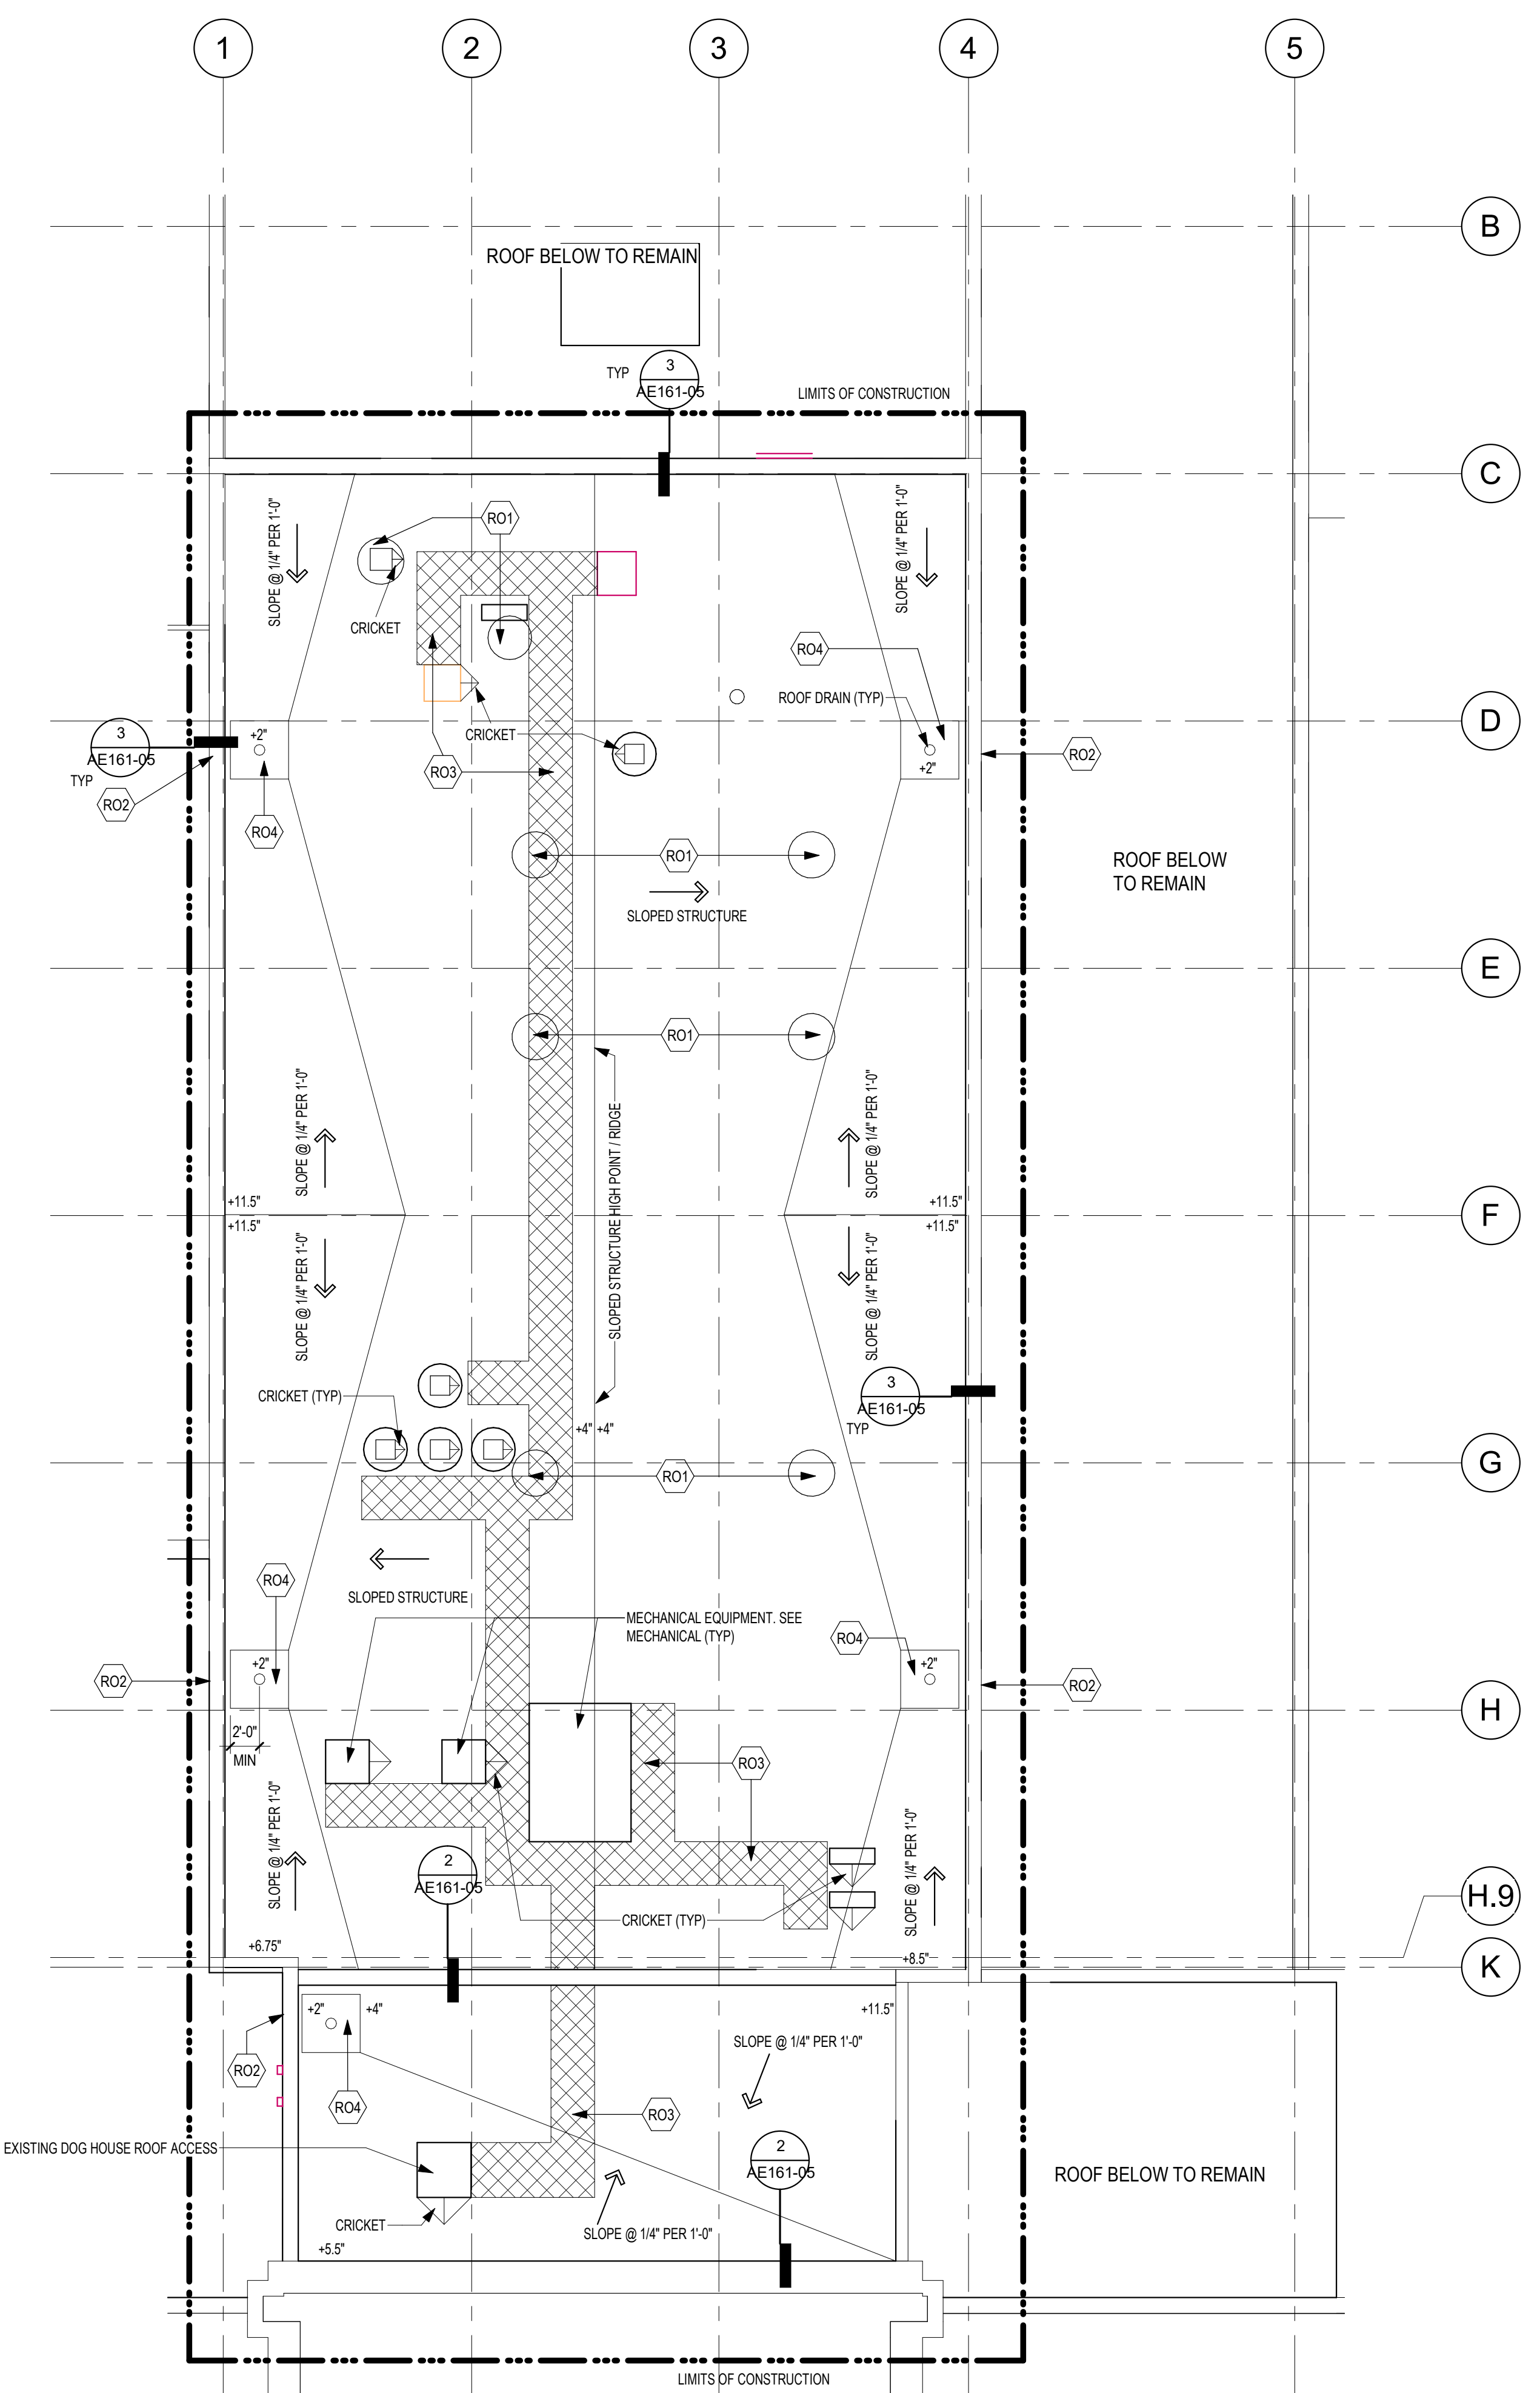 1
2
3
4
5
B
ROOF BELOW TO REMAIN
3
AE161-05
TYP
LIMITS OF CONSTRUCTION
C
SLOPE @ 1/4" PER 1'-0"
RO1
SLOPE @ 1/4" PER 1'-0"
CRICKET
RO4
ROOF DRAIN (TYP)
D
3
AE161-05
TYP
+2"
CRICKET
+2"
RO2
RO3
RO2
RO4
RO1
ROOF BELOW
TO REMAIN
SLOPED STRUCTURE
E
RO1
SLOPE @ 1/4" PER 1'-0"
SLOPED STRUCTURE HIGH POINT / RIDGE
SLOPE @ 1/4" PER 1'-0"
+11.5"
+11.5"
F
+11.5"
+11.5"
SLOPE @ 1/4" PER 1'-0"
SLOPE @ 1/4" PER 1'-0"
CRICKET (TYP)
3
AE161-05
TYP
+4"
+4"
G
RO1
RO4
SLOPED STRUCTURE
MECHANICAL EQUIPMENT. SEE
MECHANICAL (TYP)
RO4
+2"
+2"
RO2
RO2
H
2'-0"
MIN
RO3
SLOPE @ 1/4" PER 1'-0"
SLOPE @ 1/4" PER 1'-0"
2
AE161-05
H.9
CRICKET (TYP)
+6.75"
+8.5"
K
+2"
+4"
+11.5"
SLOPE @ 1/4" PER 1'-0"
RO2
RO4
RO3
EXISTING DOG HOUSE ROOF ACCESS
2
AE161-05
ROOF BELOW TO REMAIN
CRICKET
SLOPE @ 1/4" PER 1'-0"
+5.5"
LIMITS OF CONSTRUCTION